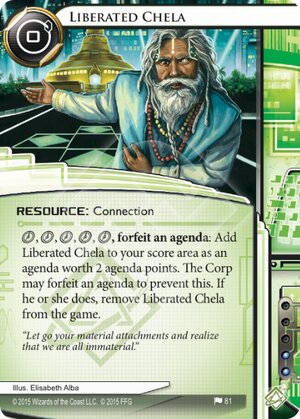 LIBERATED CHELA
0
RESOURCE: Connection
, , , , , forfeit an agenda: Add
Liberated Chela to your score area as an
agenda worth 2 agenda points. The Corp
may forfeit an agenda to prevent this. If
he or she does, remove Liberated Chela
from the game.
“Let go your material attachments and realize
that we are all immaterial.”
Illus. Elisabeth Alba
© 2015 Wizards of the Coast LLC. © 2015 FFG
81